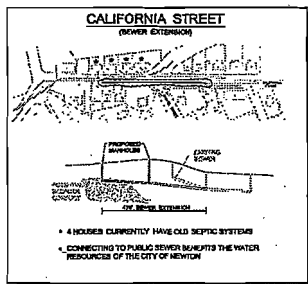 CALIFORNIA STREET
(SEWER EXTENSION)
PROPOSED
MANHOLES
EXISTING
SEWER
SEWER EXTENSION
• 4 HOUSES CURRENTLY HAVE OLD SEPTIC SYSTEMS
• CONNECTING TO PUBLIC SEWER BENEFITS THE WATER
RESOURCES OF THE CITY OF NEWTON